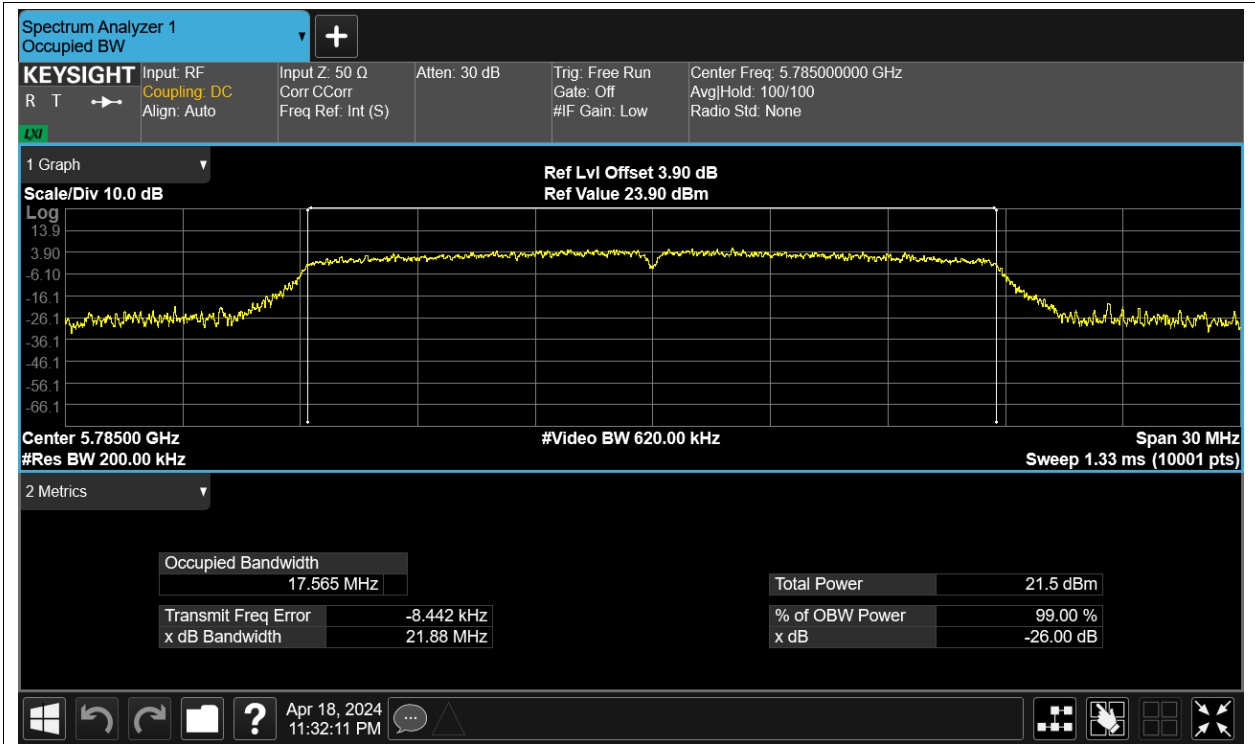 Spectrum Analyzer 1
Occupied BW
KEYSIGHT
R T
LXI
Input: RF
Coupling: DC
Align: Auto
Input Z: 50 Ω
Corr CCorr
Freq Ref: Int (S)
Atten: 30 dB
Trig: Free Run
Gate: Off
#IF Gain: Low
Center Freq: 5.785000000 GHz
Avg|Hold: 100/100
Radio Std: None
1 Graph
Scale/Div 10.0 dB
Ref Lvl Offset 3.90 dB
Ref Value 23.90 dBm
Log
13.9
3.90
-6.10
-16.1
-26.1
-36.1
-46.1
-56.1
-66.1
Center 5.78500 GHz
#Video BW 620.00 kHz
Span 30 MHz
#Res BW 200.00 kHz
Sweep 1.33 ms (10001 pts)
2 Metrics
Occupied Bandwidth
17.565 MHz
Total Power 21.5 dBm
Transmit Freq Error -8.442 kHz
% of OBW Power 99.00 %
x dB Bandwidth 21.88 MHz
x dB -26.00 dB
?
Apr 18, 2024
11:32:11 PM